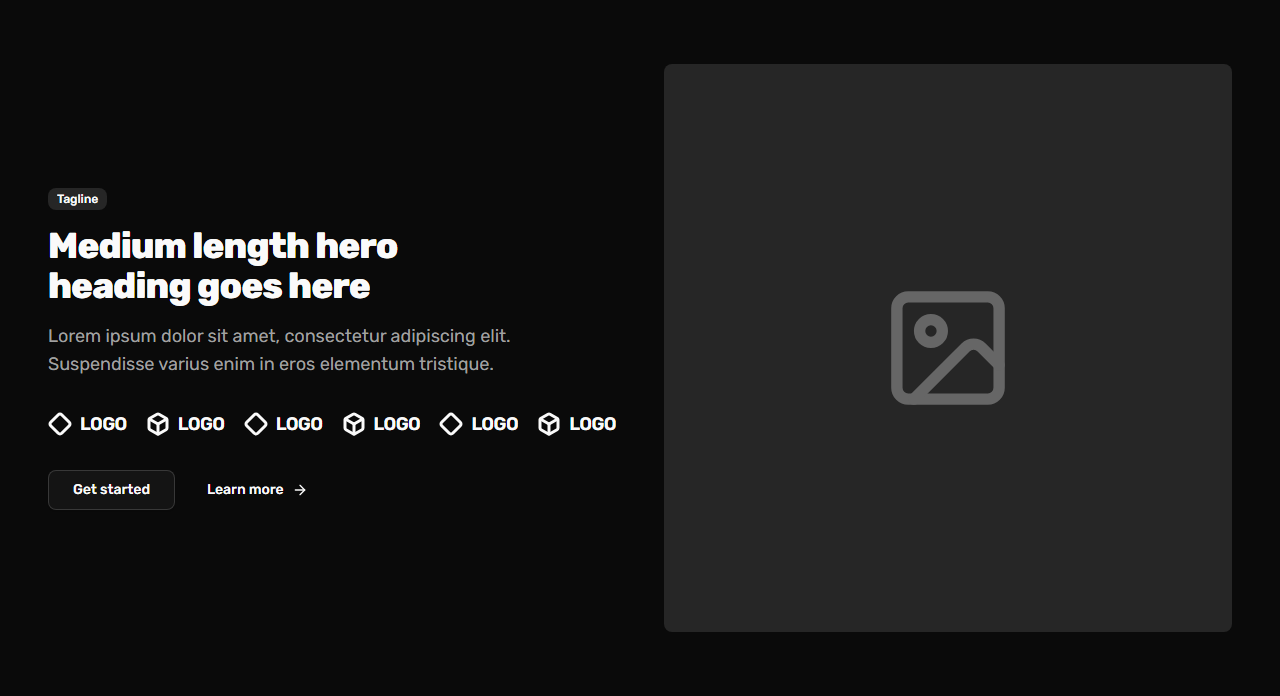 Tagline
Medium length hero
heading goes here
Lorem ipsum dolor sit amet, consectetur adipiscing elit.
Suspendisse varius enim in eros elementum tristique.
LOGO LOGO LOGO LOGO LOGO LOGO
Get started Learn more